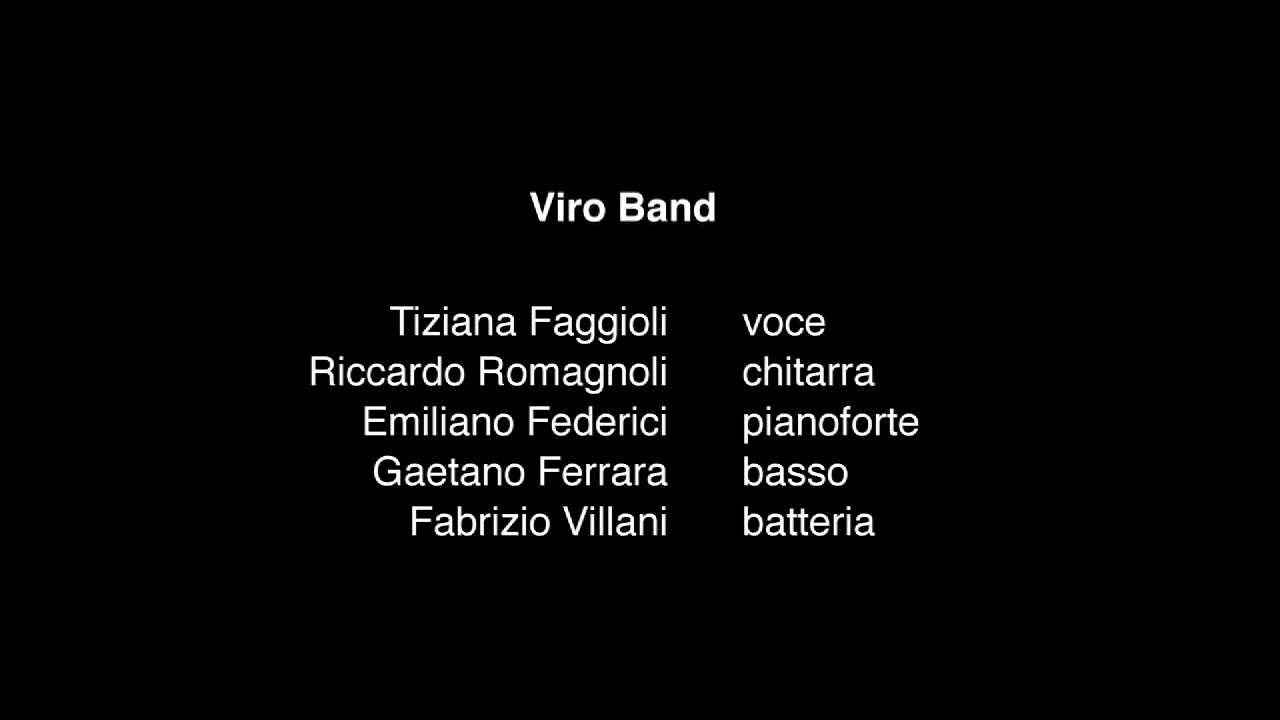 Viro Band
Tiziana Faggioli voce
Riccardo Romagnoli chitarra
Emiliano Federici pianoforte
Gaetano Ferrara basso
Fabrizio Villani batteria